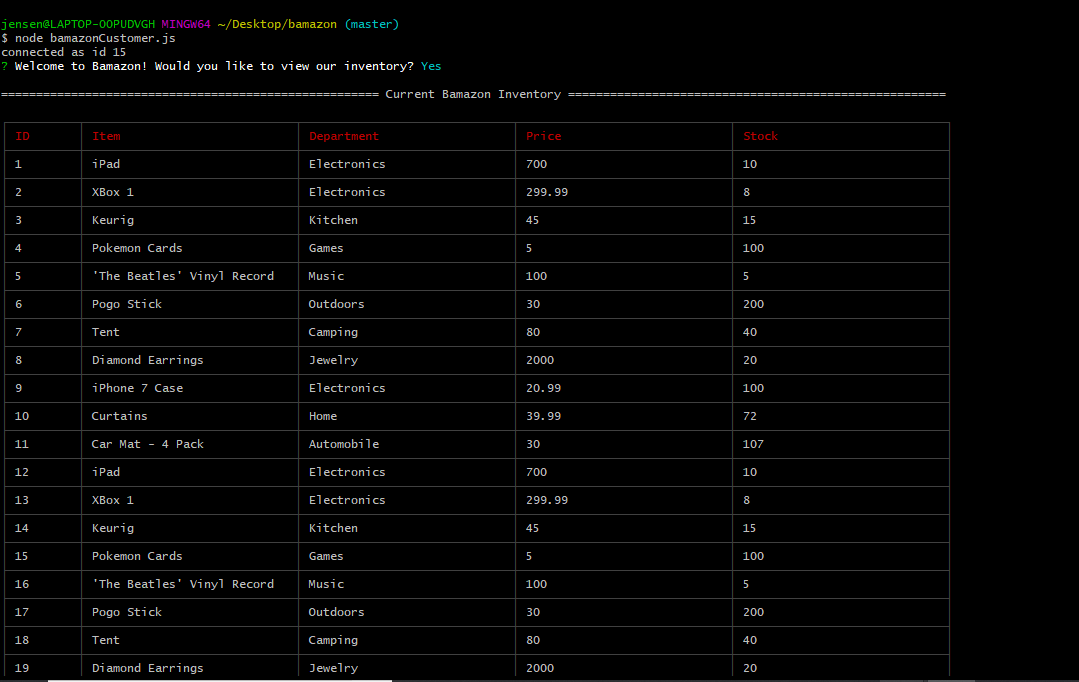 jensen@LAPTOP-OOPUDVGH MINGW64 ~/Desktop/bamazon (master)
$ node bamazonCustomer.js
connected as id 15
? Welcome to Bamazon! Would you like to view our inventory? Yes
====================================================== Current Bamazon Inventory ======================================================
ID Item Department Price Stock
1 iPad Electronics 700 10
2 XBox 1 Electronics 299.99 8
3 Keurig Kitchen 45 15
4 Pokemon Cards Games 5 100
5 'The Beatles' Vinyl Record Music 100 5
6 Pogo Stick Outdoors 30 200
7 Tent Camping 80 40
8 Diamond Earrings Jewelry 2000 20
9 iPhone 7 Case Electronics 20.99 100
10 Curtains Home 39.99 72
11 Car Mat - 4 Pack Automobile 30 107
12 iPad Electronics 700 10
13 XBox 1 Electronics 299.99 8
14 Keurig Kitchen 45 15
15 Pokemon Cards Games 5 100
16 'The Beatles' Vinyl Record Music 100 5
17 Pogo Stick Outdoors 30 200
18 Tent Camping 80 40
19 Diamond Earrings Jewelry 2000 20